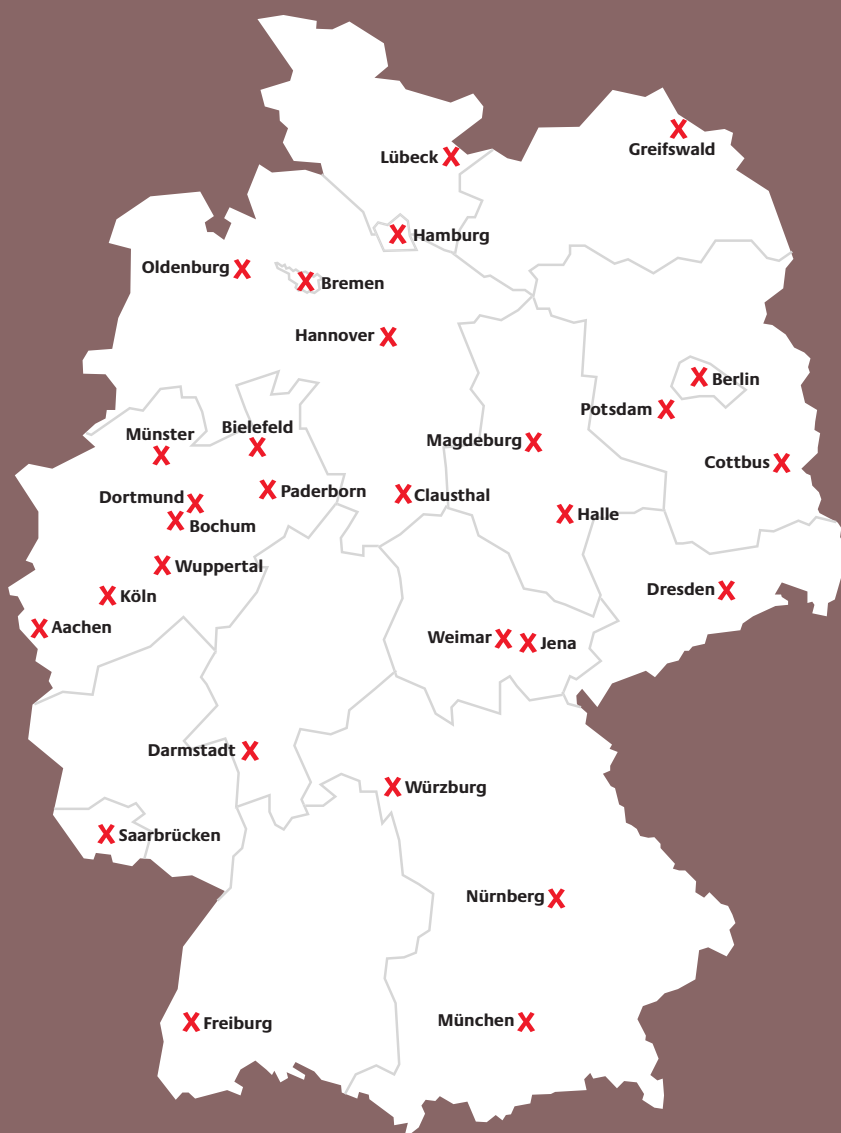 Greifswald
Lübeck
Hamburg
Oldenburg
Bremen
Hannover
Berlin
Potsdam
Bielefeld
Münster
Magdeburg
Cottbus
Paderborn
Clausthal
Dortmund
Halle
Bochum
Wuppertal
Dresden
Köln
Aachen
Weimar
Jena
Darmstadt
Würzburg
Saarbrücken
Nürnberg
München
Freiburg